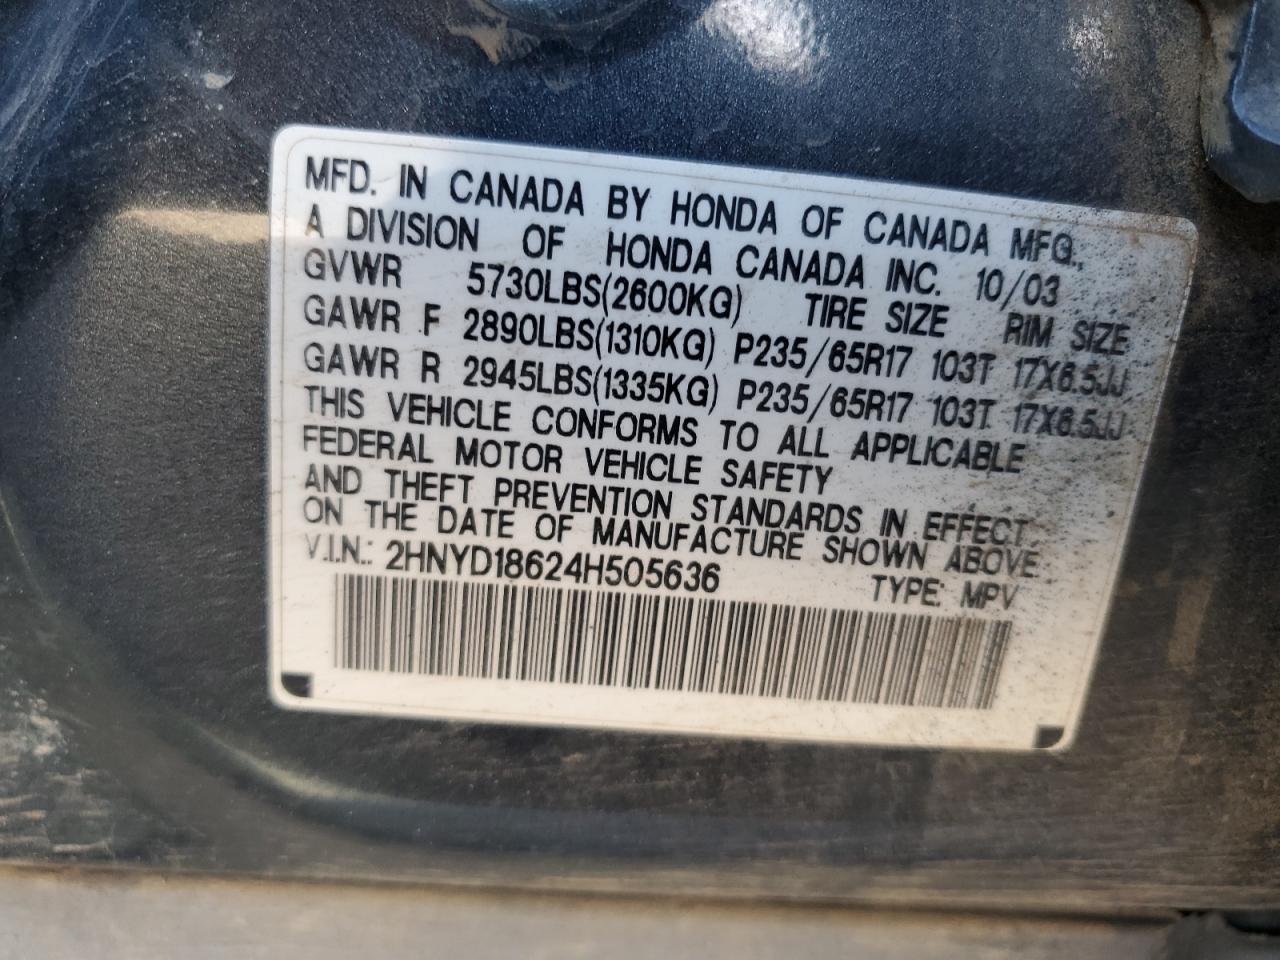 MFD. IN CANADA BY HONDA OF CANADA MFG.,
A DIVISION OF HONDA CANADA INC. 10/03
GVWR 5730LBS(2600KG) TIRE SIZE RIM SIZE
GAWR F 2890LBS(1310KG) P235/65R17 103T 17X6.5JJ
GAWR R 2945LBS(1335KG) P235/65R17 103T 17X6.5JJ
THIS VEHICLE CONFORMS TO ALL APPLICABLE
FEDERAL MOTOR VEHICLE SAFETY
AND THEFT PREVENTION STANDARDS IN EFFECT
ON THE DATE OF MANUFACTURE SHOWN ABOVE.
V.I.N.: 2HNYD18624H505636 TYPE: MPV